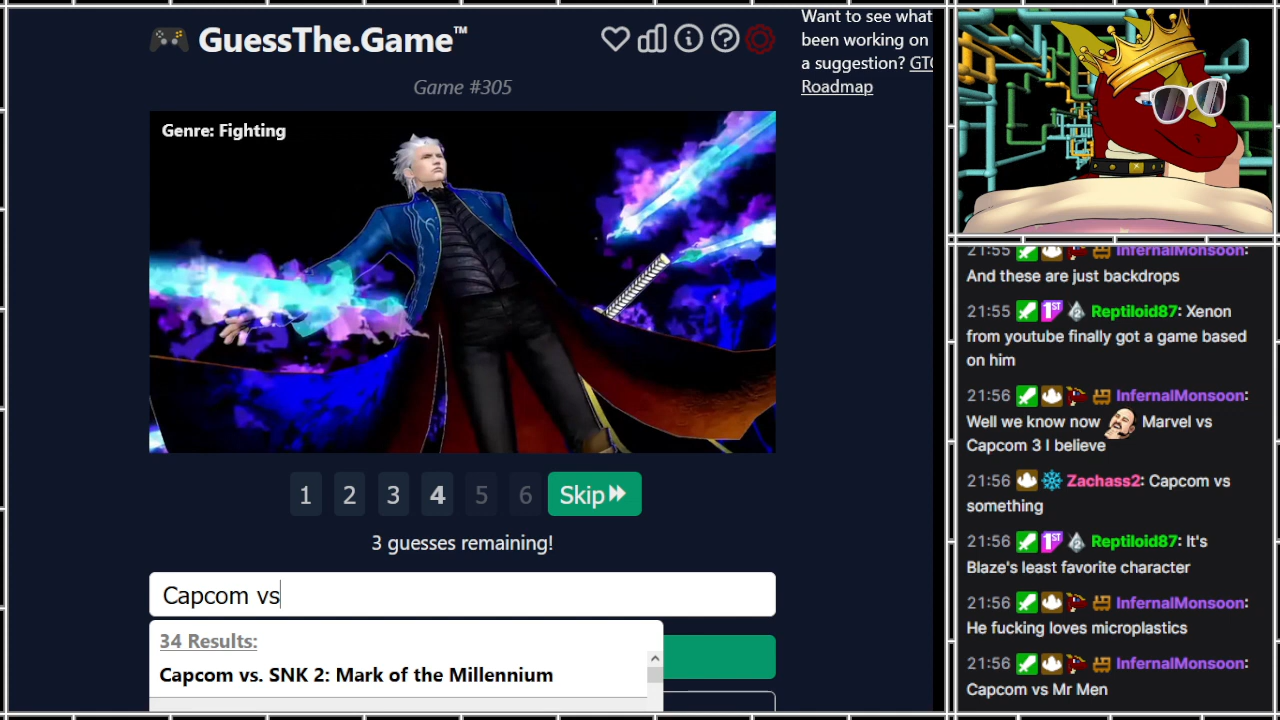 GuessThe.Game™
Game #305
Genre: Fighting
1 2 3 4 5 6 Skip
3 guesses remaining!
Capcom vs
34 Results:
Capcom vs. SNK 2: Mark of the Millennium
Want to see what
been working on
a suggestion? GTG
Roadmap
21:55 InfernalMonsoon:
And these are just backdrops
21:55 Reptiloid87: Xenon
from youtube finally got a game based
on him
21:56 InfernalMonsoon:
Well we know now Marvel vs
Capcom 3 I believe
21:56 Zachass2: Capcom vs
something
21:56 Reptiloid87: It's
Blaze's least favorite character
21:56 InfernalMonsoon:
He fucking loves microplastics
21:56 InfernalMonsoon:
Capcom vs Mr Men